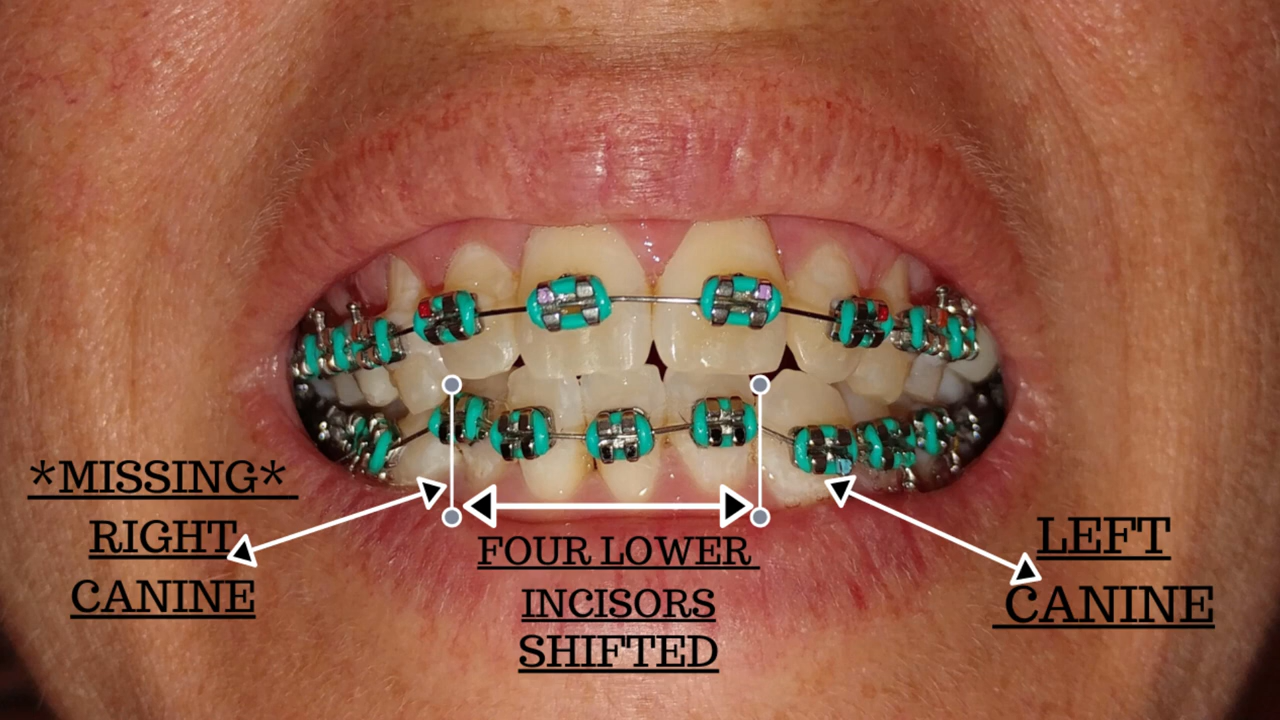 *MISSING*
RIGHT
CANINE
FOUR LOWER
INCISORS
SHIFTED
LEFT
CANINE